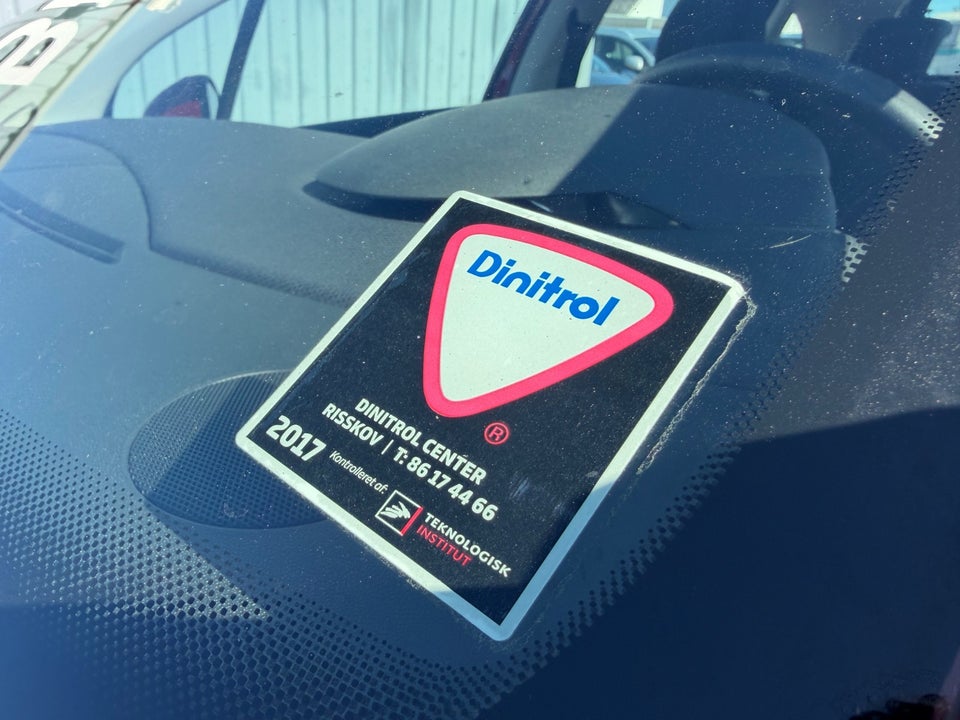 Dinitrol
®
DINITROL CENTER
RISSKOV | T: 86 17 44 66
2017
Kontrolleret af:
TEKNOLOGISK
INSTITUT